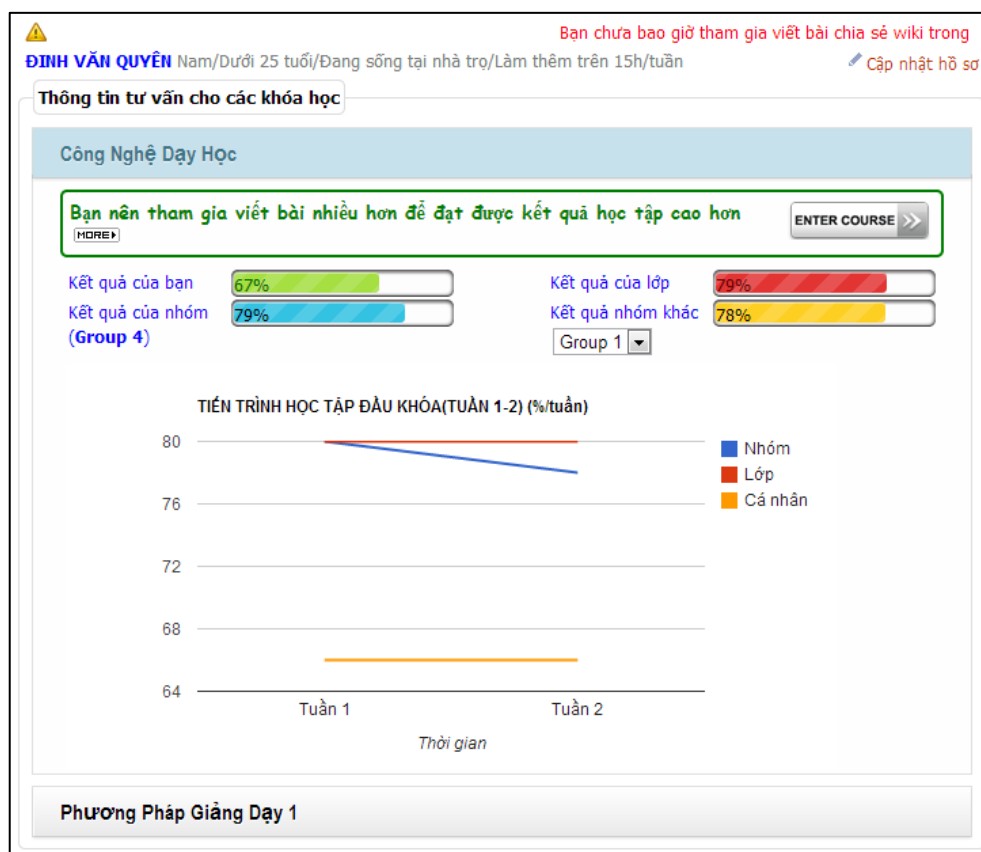 Bạn chưa bao giờ tham gia viết bài chia sẻ wiki trong
ĐINH VĂN QUYÊN Nam/Dưới 25 tuổi/Đang sống tại nhà trọ/Làm thêm trên 15h/tuần
Cập nhật hồ sơ
Thông tin tư vấn cho các khóa học
Công Nghệ Dạy Học
Bạn nên tham gia viết bài nhiều hơn để đạt được kết quả học tập cao hơn
MORE
ENTER COURSE
Kết quả của bạn 67%
Kết quả của lớp 79%
Kết quả của nhóm 79%
(Group 4)
Kết quả nhóm khác 78%
Group 1
TIẾN TRÌNH HỌC TẬP ĐẦU KHÓA(TUẦN 1-2) (%/tuần)
80
76
72
68
64
Nhóm
Lớp
Cá nhân
Tuần 1
Tuần 2
Thời gian
Phương Pháp Giảng Dạy 1